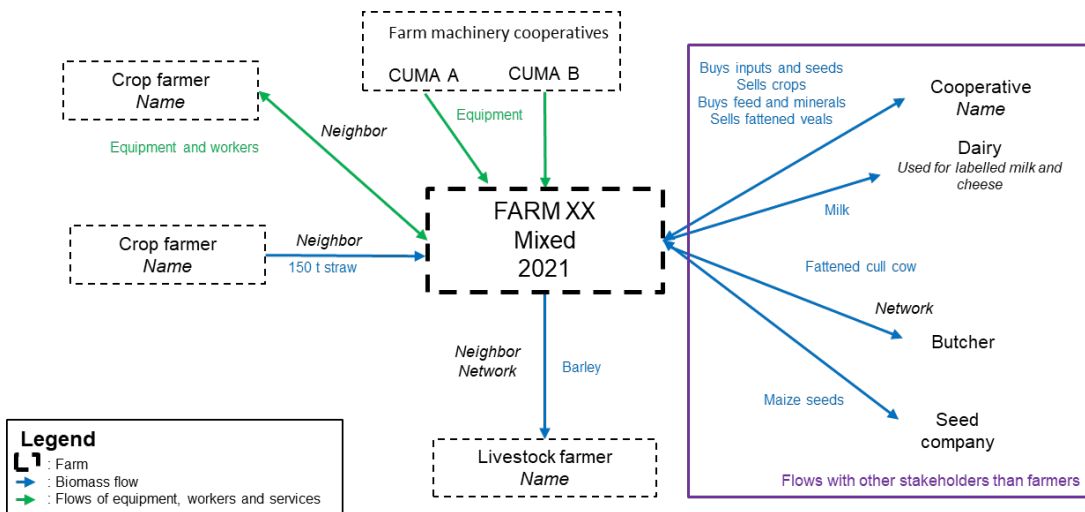 Farm machinery cooperatives
CUMA A
CUMA B
Crop farmer
Name
Neighbor
Equipment and workers
Equipment
Crop farmer
Name
Neighbor
150 t straw
FARM XX
Mixed
2021
Neighbor
Network
Barley
Livestock farmer
Name
Buys inputs and seeds
Sells crops
Buys feed and minerals
Sells fattened veals
Cooperative
Name
Dairy
Used for labelled milk and
cheese
Milk
Fattened cull cow
Network
Butcher
Maize seeds
Seed
company
Flows with other stakeholders than farmers
Legend
: Farm
: Biomass flow
: Flows of equipment, workers and services